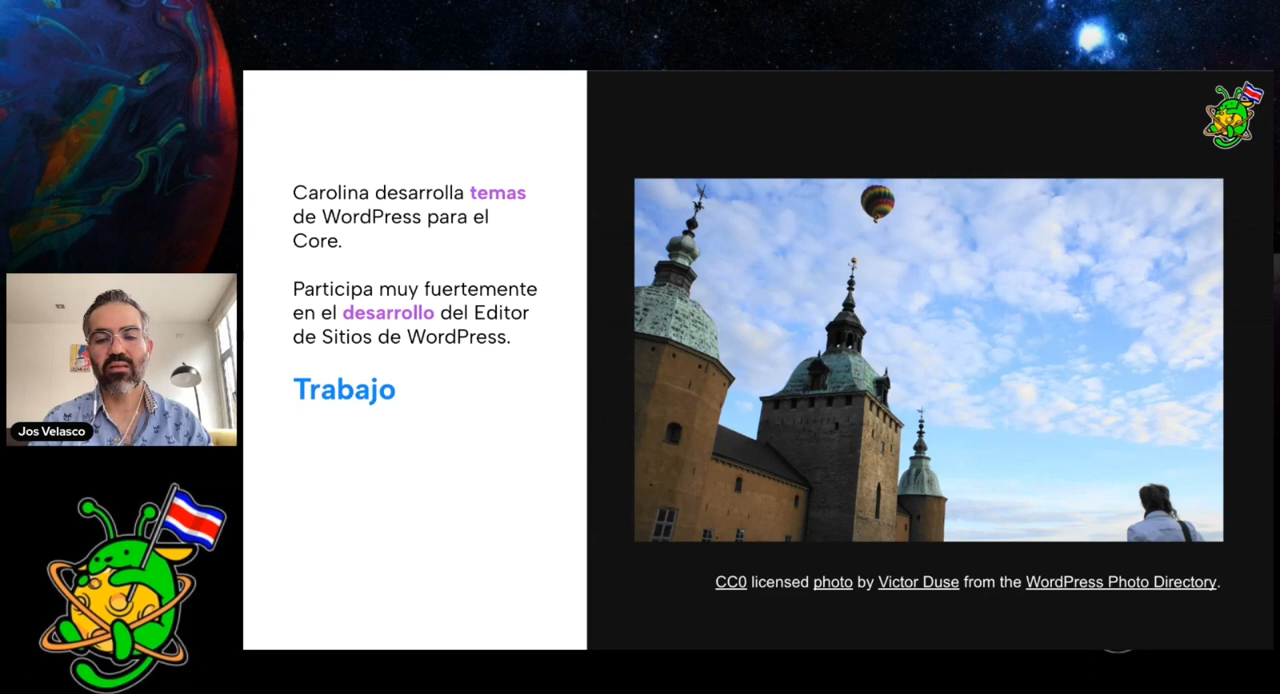 Carolina desarrolla temas
de WordPress para el
Core.
Participa muy fuertemente
en el desarrollo del Editor
de Sitios de WordPress.
Trabajo
Jos Velasco
CC0 licensed photo by Victor Duse from the WordPress Photo Directory.